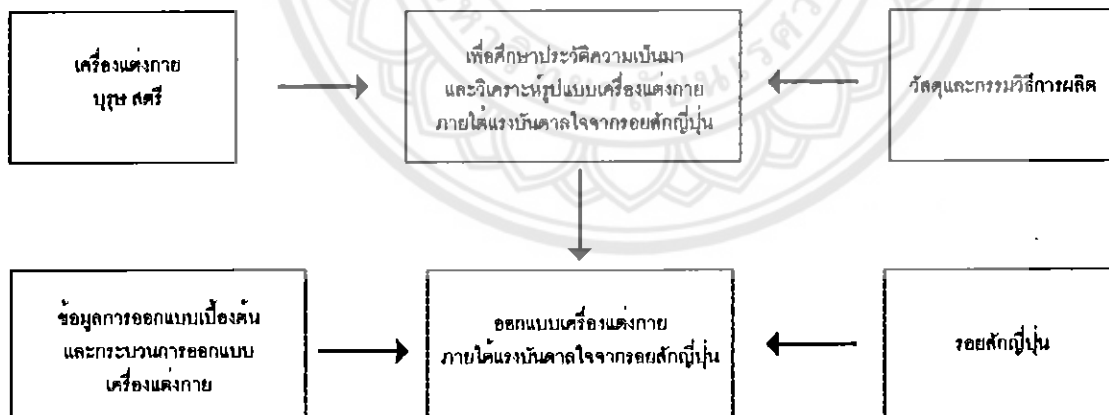 เครื่องแต่งกาย
บุรุษ สตรี
เพื่อศึกษาประวัติความเป็นมา
และวิเคราะห์รูปแบบเครื่องแต่งกาย
ภายใต้แรงบันดาลใจจากรอยสักญี่ปุ่น
วัสดุและกรรมวิธีการผลิต
ข้อมูลการออกแบบเบื้องต้น
และกระบวนการออกแบบ
เครื่องแต่งกาย
ออกแบบเครื่องแต่งกาย
ภายใต้แรงบันดาลใจจากรอยสักญี่ปุ่น
รอยสักญี่ปุ่น